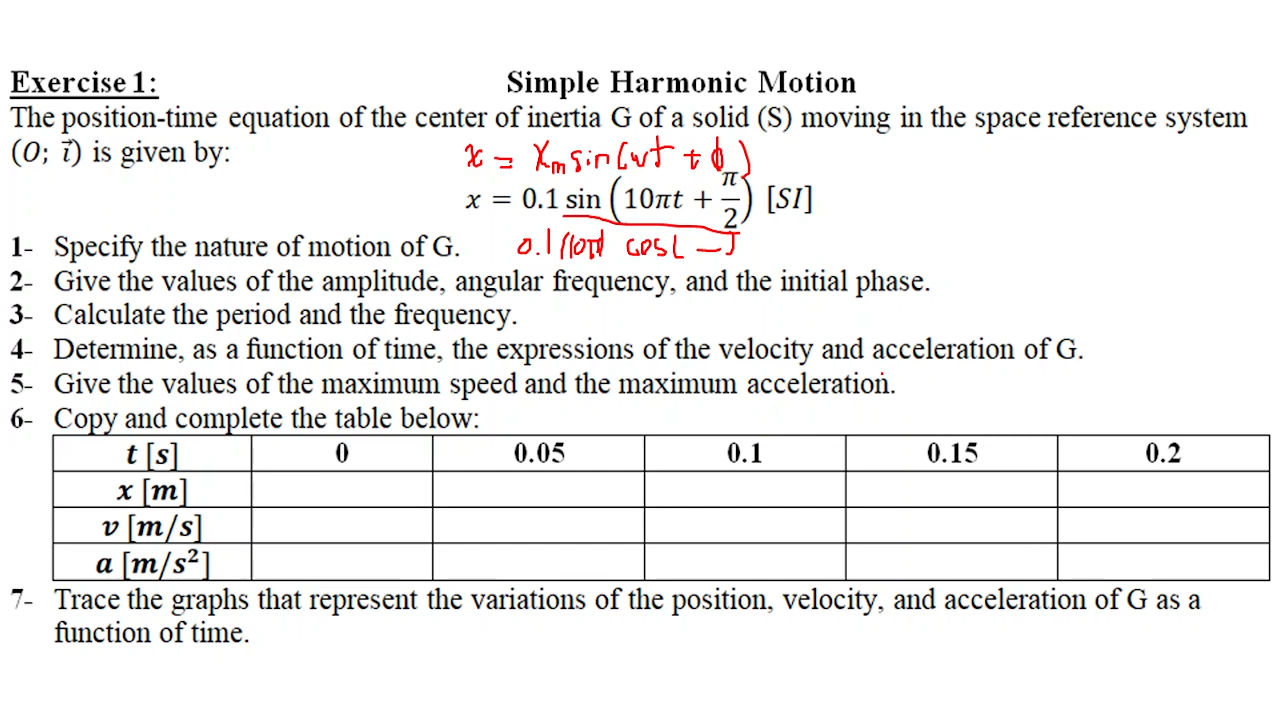 Exercise 1: Simple Harmonic Motion
The position-time equation of the center of inertia G of a solid (S) moving in the space reference system
(O; i⃗) is given by:
x = Xm sin(wt + ϕ)
x = 0.1 sin(10πt + π/2) [SI]
1- Specify the nature of motion of G.
0.1 cos(
2- Give the values of the amplitude, angular frequency, and the initial phase.
3- Calculate the period and the frequency.
4- Determine, as a function of time, the expressions of the velocity and acceleration of G.
5- Give the values of the maximum speed and the maximum acceleration.
6- Copy and complete the table below:
t [s] 0 0.05 0.1 0.15 0.2
x [m]
v [m/s]
a [m/s²]
7- Trace the graphs that represent the variations of the position, velocity, and acceleration of G as a
function of time.